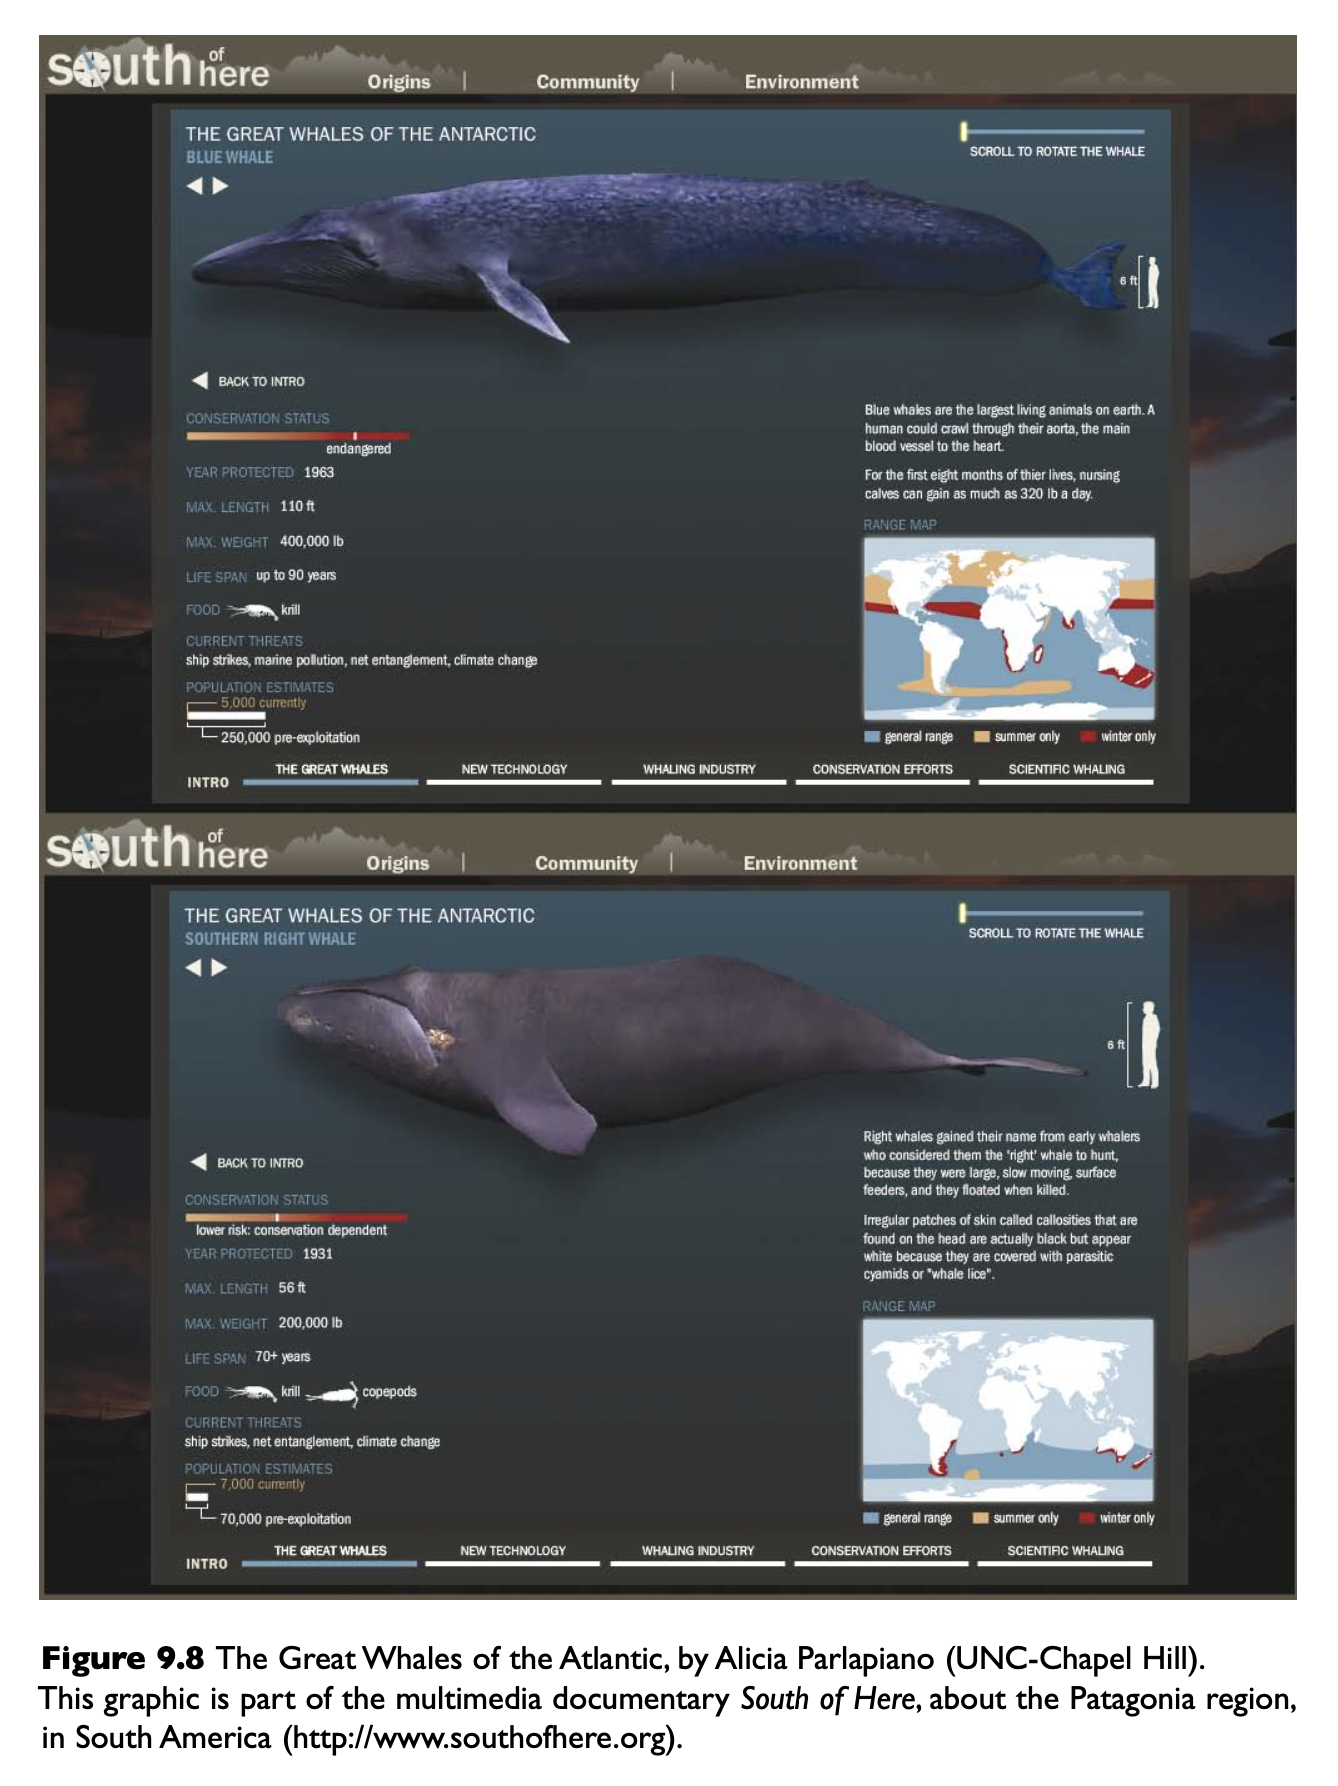 south of here
Origins | Community | Environment
THE GREAT WHALES OF THE ANTARCTIC
BLUE WHALE
SCROLL TO ROTATE THE WHALE
6 ft
BACK TO INTRO
CONSERVATION STATUS
endangered
YEAR PROTECTED 1963
MAX. LENGTH 110 ft
MAX. WEIGHT 400,000 lb
LIFE SPAN up to 90 years
FOOD krill
CURRENT THREATS
ship strikes, marine pollution, net entanglement, climate change
POPULATION ESTIMATES
5,000 currently
250,000 pre-exploitation
Blue whales are the largest living animals on earth. A
human could crawl through their aorta, the main
blood vessel to the heart.
For the first eight months of thier lives, nursing
calves can gain as much as 320 lb a day.
RANGE MAP
general range summer only winter only
INTRO THE GREAT WHALES NEW TECHNOLOGY WHALING INDUSTRY CONSERVATION EFFORTS SCIENTIFIC WHALING
south of here
Origins | Community | Environment
THE GREAT WHALES OF THE ANTARCTIC
SOUTHERN RIGHT WHALE
SCROLL TO ROTATE THE WHALE
6 ft
BACK TO INTRO
CONSERVATION STATUS
lower risk: conservation dependent
YEAR PROTECTED 1931
MAX. LENGTH 56 ft
MAX. WEIGHT 200,000 lb
LIFE SPAN 70+ years
FOOD krill copepods
CURRENT THREATS
ship strikes, net entanglement, climate change
POPULATION ESTIMATES
7,000 currently
70,000 pre-exploitation
Right whales gained their name from early whalers
who considered them the 'right' whale to hunt,
because they were large, slow moving, surface
feeders, and they floated when killed.
Irregular patches of skin called callosities that are
found on the head are actually black but appear
white because they are covered with parasitic
cyamids or "whale lice".
RANGE MAP
general range summer only winter only
INTRO THE GREAT WHALES NEW TECHNOLOGY WHALING INDUSTRY CONSERVATION EFFORTS SCIENTIFIC WHALING
Figure 9.8 The Great Whales of the Atlantic, by Alicia Parlapiano (UNC-Chapel Hill).
This graphic is part of the multimedia documentary South of Here, about the Patagonia region,
in South America (http://www.southofhere.org).